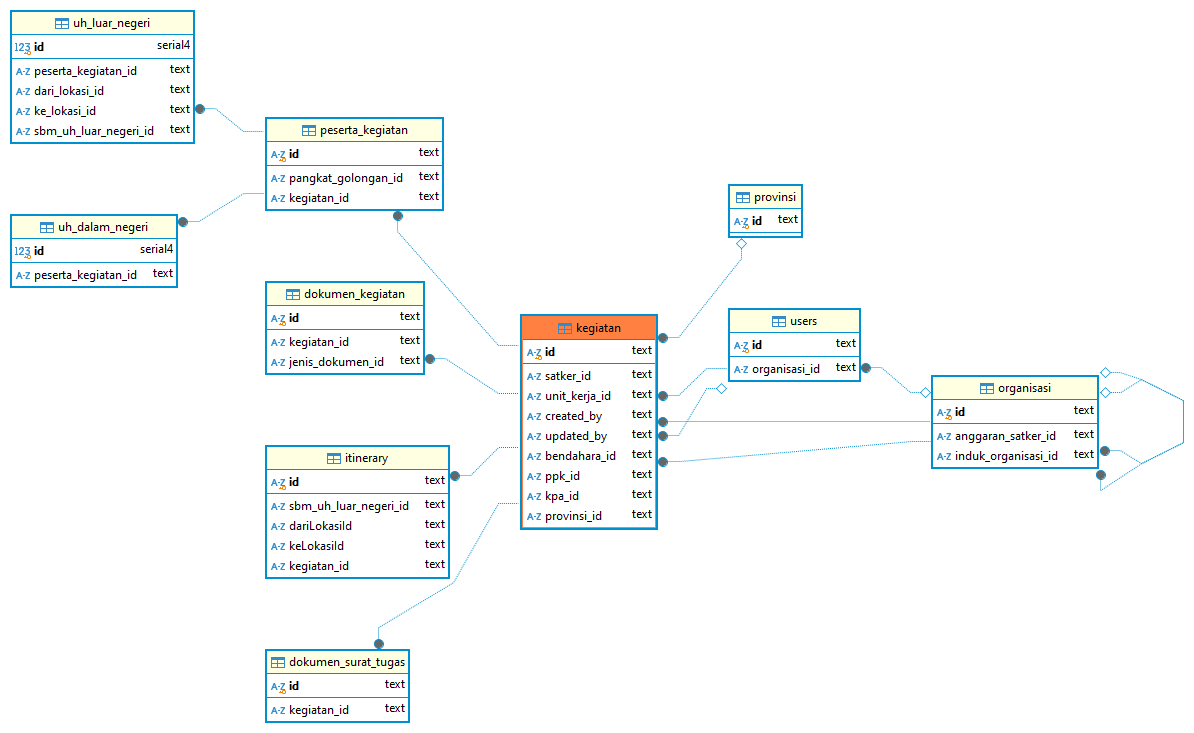 uh_luar_negeri
123 id serial4
A-Z peserta_kegiatan_id text
A-Z dari_lokasi_id text
A-Z ke_lokasi_id text
A-Z sbm_uh_luar_negeri_id text
peserta_kegiatan
A-Z id text
A-Z pangkat_golongan_id text
A-Z kegiatan_id text
uh_dalam_negeri
123 id serial4
A-Z peserta_kegiatan_id text
provinsi
A-Z id text
dokumen_kegiatan
A-Z id text
A-Z kegiatan_id text
A-Z jenis_dokumen_id text
kegiatan
A-Z id text
A-Z satker_id text
A-Z unit_kerja_id text
A-Z created_by text
A-Z updated_by text
A-Z bendahara_id text
A-Z ppk_id text
A-Z kpa_id text
A-Z provinsi_id text
users
A-Z id text
A-Z organisasi_id text
organisasi
A-Z id text
A-Z anggaran_satker_id text
A-Z induk_organisasi_id text
itinerary
A-Z id text
A-Z sbm_uh_luar_negeri_id text
A-Z dariLokasiId text
A-Z keLokasiId text
A-Z kegiatan_id text
dokumen_surat_tugas
A-Z id text
A-Z kegiatan_id text